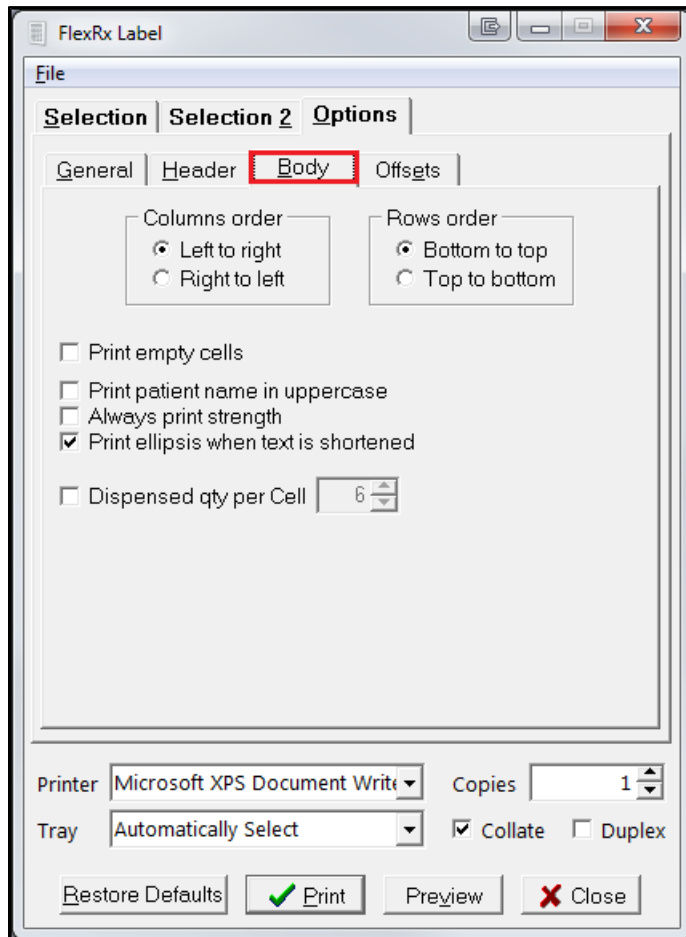 FlexRx Label
File
Selection Selection 2 Options
General Header Body Offsets
Columns order Rows order
Left to right Bottom to top
Right to left Top to bottom
Print empty cells
Print patient name in uppercase
Always print strength
Print ellipsis when text is shortened
Dispensed qty per Cell 6
Printer Microsoft XPS Document Write Copies 1
Tray Automatically Select Collate Duplex
Restore Defaults Print Preview Close